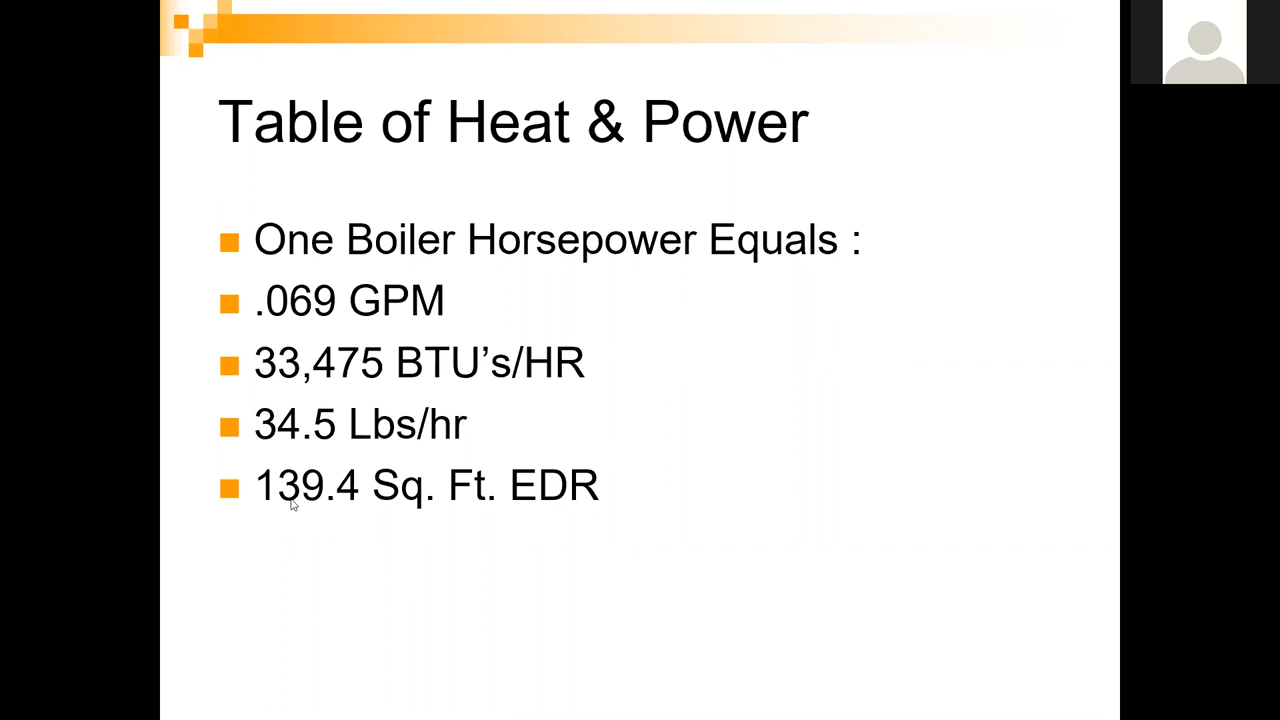 Table of Heat & Power
One Boiler Horsepower Equals :
.069 GPM
33,475 BTU’s/HR
34.5 Lbs/hr
139.4 Sq. Ft. EDR